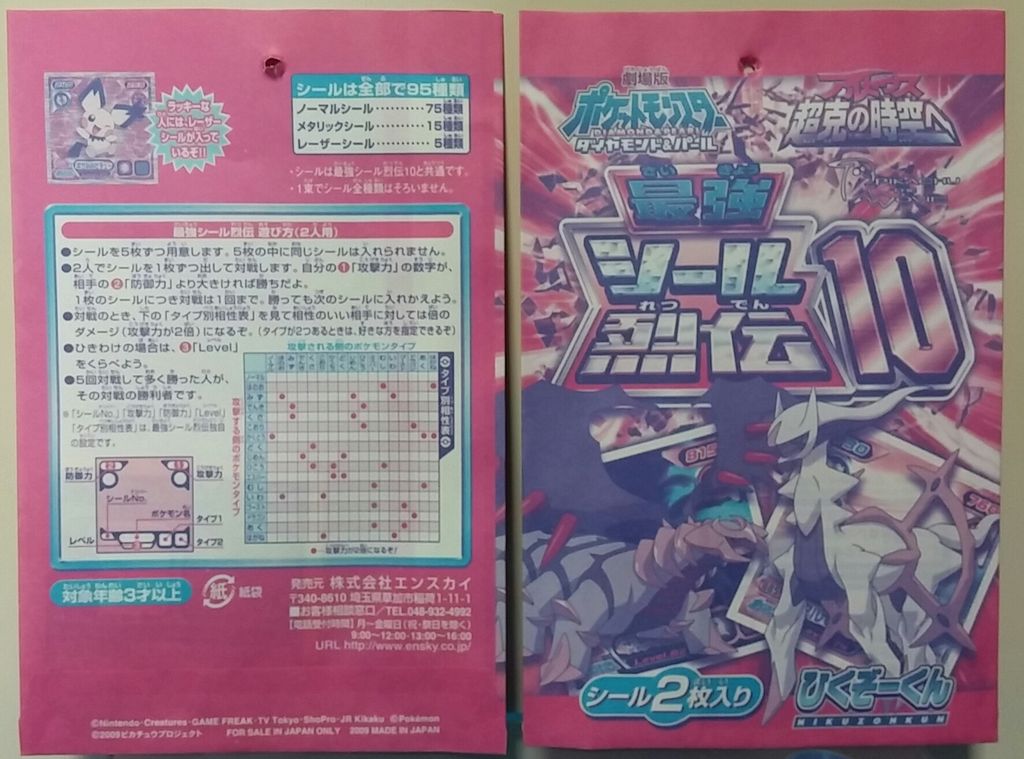 ラッキーな
人には、レーザー
シールが入って
いるぞ!!
シールは全部で95種類
ノーマルシール…………75種類
メタリックシール…………15種類
レーザーシール……………5種類
・シールは最強シール烈伝10と共通です。
・1束でシール全種類はそろいません。
最強シール烈伝 遊び方(2人用)
●シールを5枚ずつ用意します。5枚の中に同じシールは入れられません。
●2人でシールを1枚ずつ出して対戦します。自分の❶「攻撃力」の数字が、
相手の❷「防御力」より大きければ勝ちだよ。
1枚のシールにつき対戦は1回まで。勝っても次のシールに入れかえよう。
●対戦のとき、下の「タイプ別相性表」を見て相性のいい相手に対しては倍の
ダメージ(攻撃力が2倍)になるぞ。(タイプが2つあるときは、好きな方を指定できるぞ)
●ひきわけの場合は、❸「Level」
をくらべよう。
●5回対戦して多く勝った人が、
その対戦の勝利者です。
※「シールNo.」「攻撃力」「防御力」「Level」
「タイプ別相性表」は、最強シール烈伝独自
の設定です。
攻撃される側のポケモンタイプ
攻撃する側のポケモンタイプ
タイプ別相性表
●…攻撃力が2倍になるぞ!
防御力
攻撃力
シールNo.
ポケモン名
タイプ1
レベル
タイプ2
対象年齢3才以上
紙
紙袋
発売元 株式会社エンスカイ
〒340-8610 埼玉県草加市稲荷1-11-1
■お客様相談窓口/TEL.048-932-4992
【電話受付時間】月〜金曜日(祝・祭日を除く)
9:00〜12:00・13:00〜16:00
URL http://www.ensky.co.jp/
©Nintendo・Creatures・GAME FREAK・TV Tokyo・ShoPro・JR Kikaku ©Pokémon
©2009ピカチュウプロジェクト FOR SALE IN JAPAN ONLY 2009 MADE IN JAPAN
劇場版
ポケットモンスター
DIAMOND&PEARL
ダイヤモンド&パール
アルセウス
超克の時空へ
最強
シール
烈伝
10
シール2枚入り
ひくぞーくん
HIKUZOHKUN